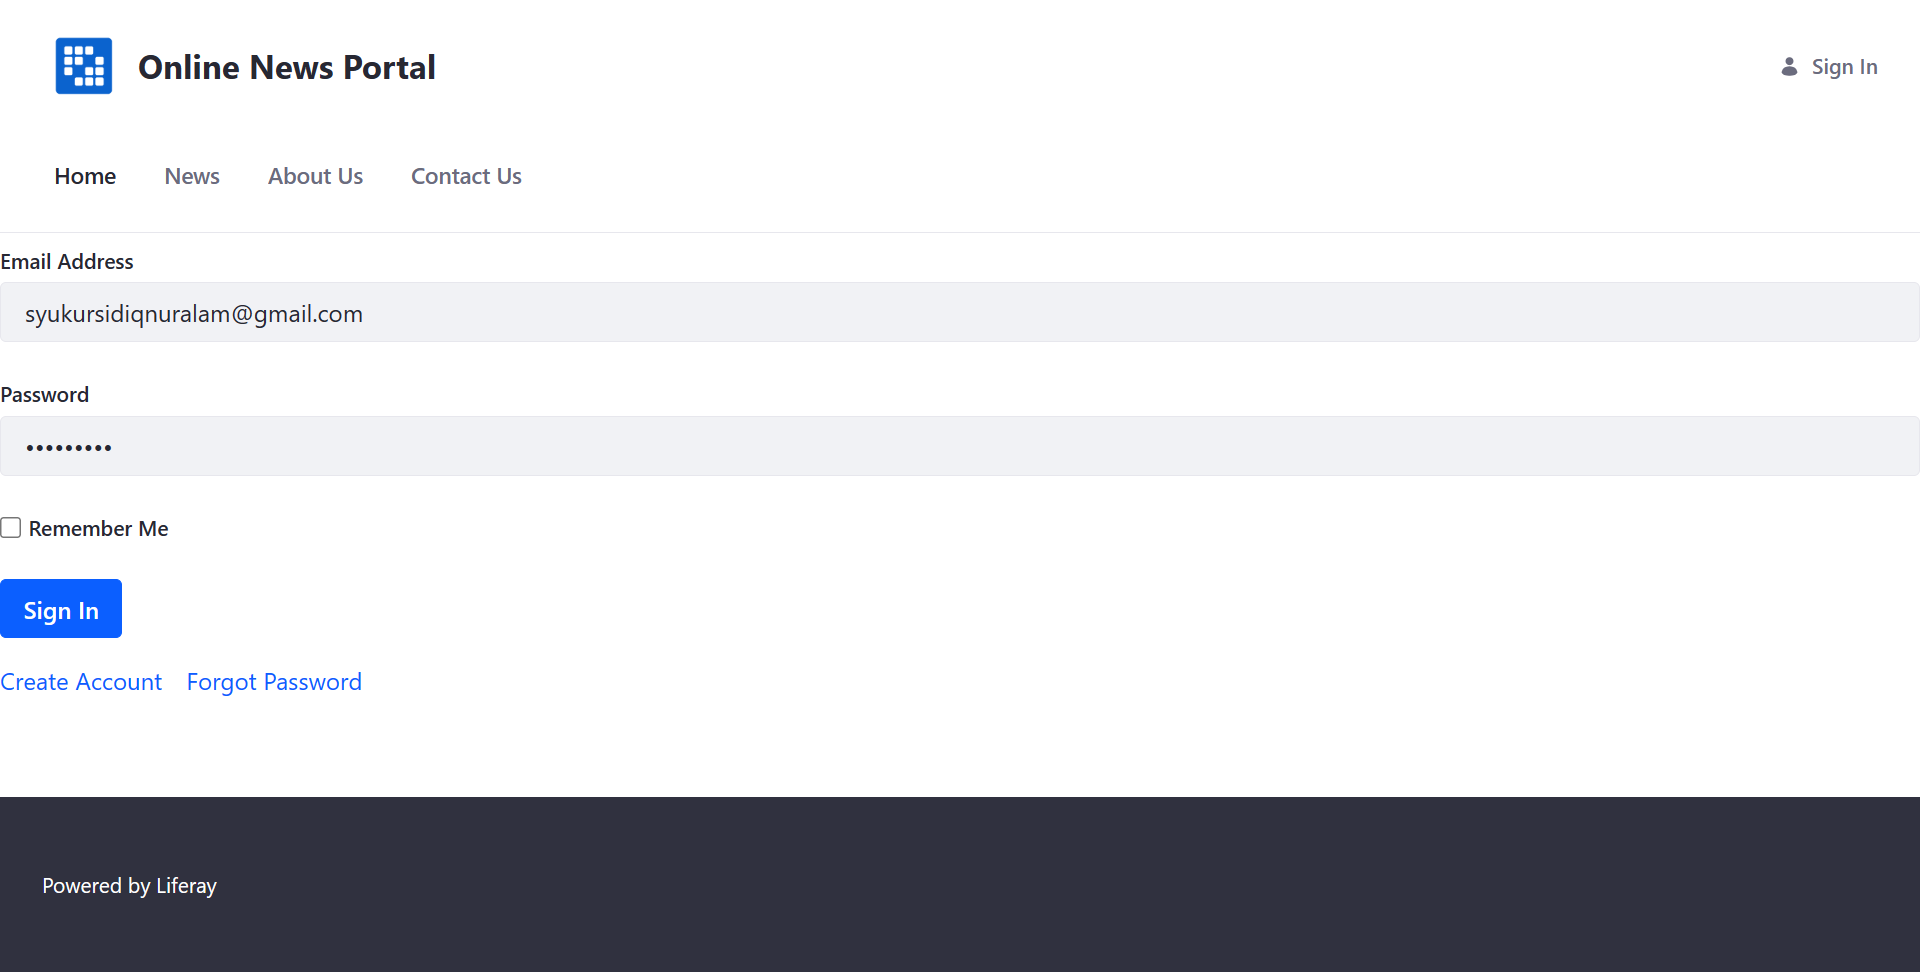 Online News Portal
Sign In
Home News About Us Contact Us
Email Address
syukursidiqnuralam@gmail.com
Password
•••••••••
Remember Me
Sign In
Create Account Forgot Password
Powered by Liferay